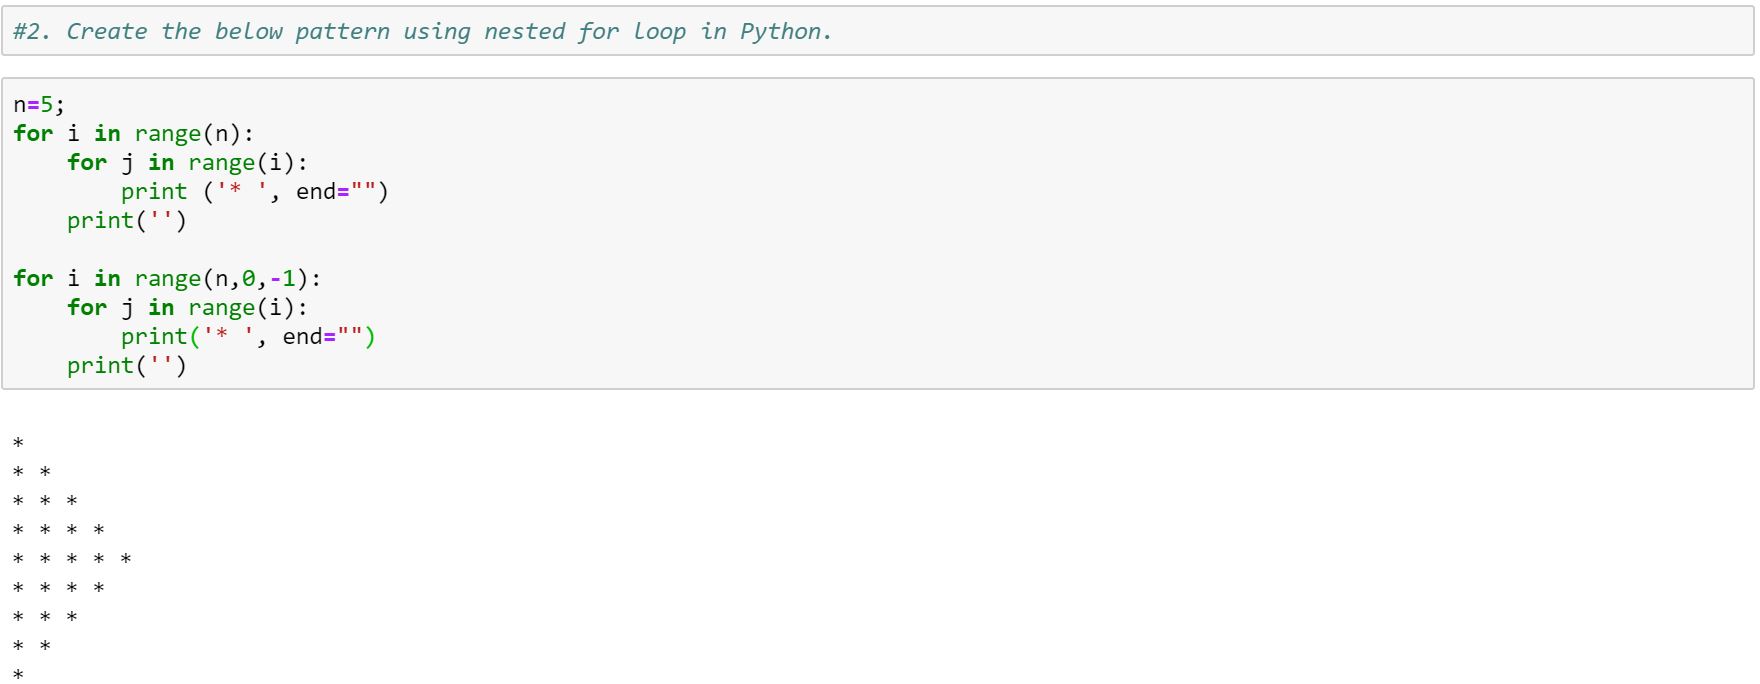 #2. Create the below pattern using nested for loop in Python.
n=5;
for i in range(n):
    for j in range(i):
        print ('* ', end="")
    print('')

for i in range(n,0,-1):
    for j in range(i):
        print('* ', end="")
    print('')

*
* *
* * *
* * * *
* * * * *
* * * *
* * *
* *
*